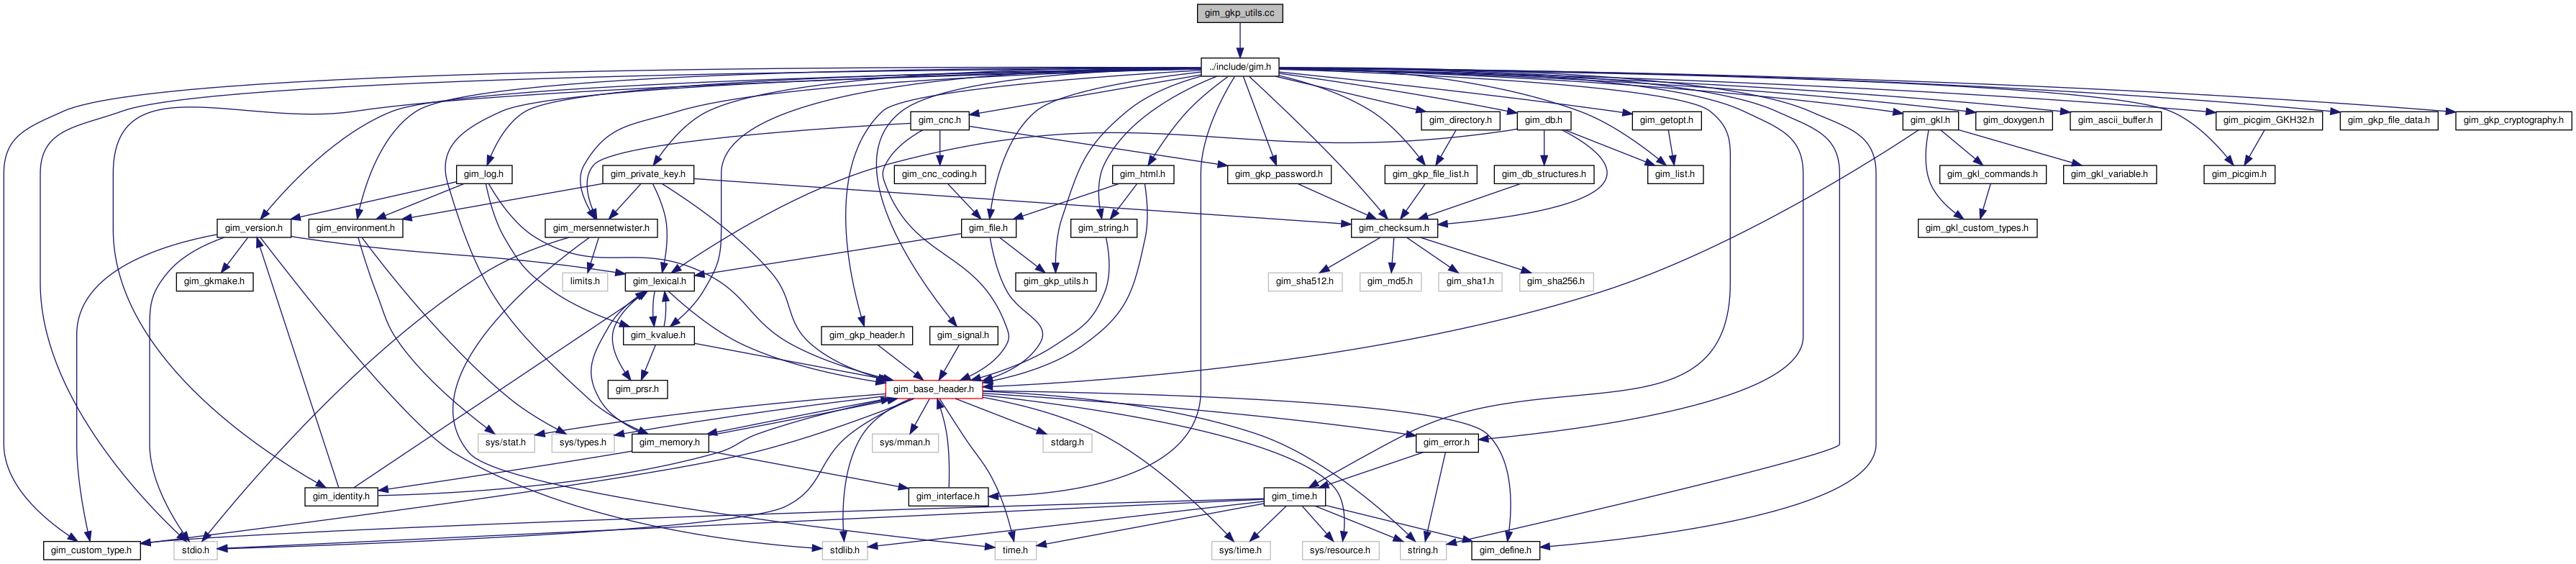 gim_gkp_utils.cc
../include/gim.h
gim_cnc.h
gim_directory.h
gim_db.h
gim_getopt.h
gim_gkl.h
gim_doxygen.h
gim_ascii_buffer.h
gim_picgim_GKH32.h
gim_gkp_file_data.h
gim_gkp_cryptography.h
gim_log.h
gim_private_key.h
gim_cnc_coding.h
gim_html.h
gim_gkp_password.h
gim_gkp_file_list.h
gim_db_structures.h
gim_list.h
gim_gkl_commands.h
gim_gkl_variable.h
gim_picgim.h
gim_version.h
gim_environment.h
gim_mersennetwister.h
gim_file.h
gim_string.h
gim_checksum.h
gim_gkl_custom_types.h
gim_gkmake.h
limits.h
gim_lexical.h
gim_gkp_utils.h
gim_sha512.h
gim_md5.h
gim_sha1.h
gim_sha256.h
gim_kvalue.h
gim_gkp_header.h
gim_signal.h
gim_prsr.h
gim_base_header.h
sys/stat.h
sys/types.h
gim_memory.h
sys/mman.h
stdarg.h
gim_error.h
gim_identity.h
gim_interface.h
gim_time.h
gim_custom_type.h
stdio.h
stdlib.h
time.h
sys/time.h
sys/resource.h
string.h
gim_define.h